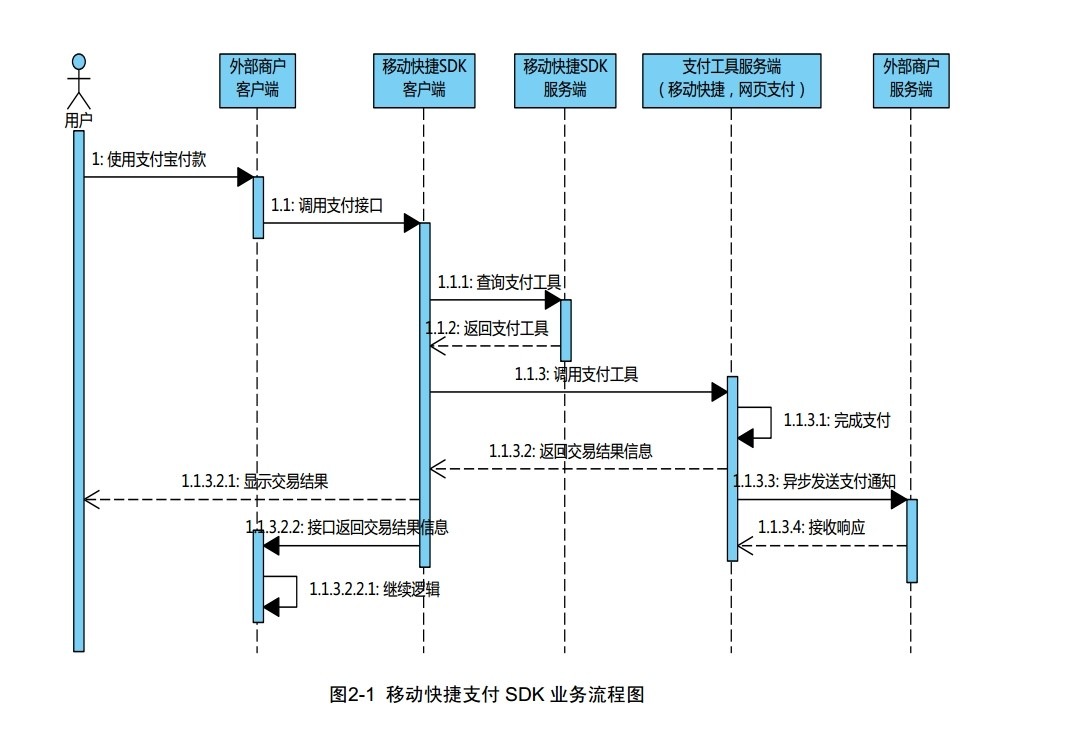 外部商户
客户端
移动快捷SDK
客户端
移动快捷SDK
服务端
支付工具服务端
（移动快捷，网页支付）
外部商户
服务端
用户
1: 使用支付宝付款
1.1: 调用支付接口
1.1.1: 查询支付工具
1.1.2: 返回支付工具
1.1.3: 调用支付工具
1.1.3.1: 完成支付
1.1.3.2: 返回交易结果信息
1.1.3.2.1: 显示交易结果
1.1.3.3: 异步发送支付通知
1.1.3.2.2: 接口返回交易结果信息
1.1.3.4: 接收响应
1.1.3.2.2.1: 继续逻辑
图2-1 移动快捷支付 SDK 业务流程图